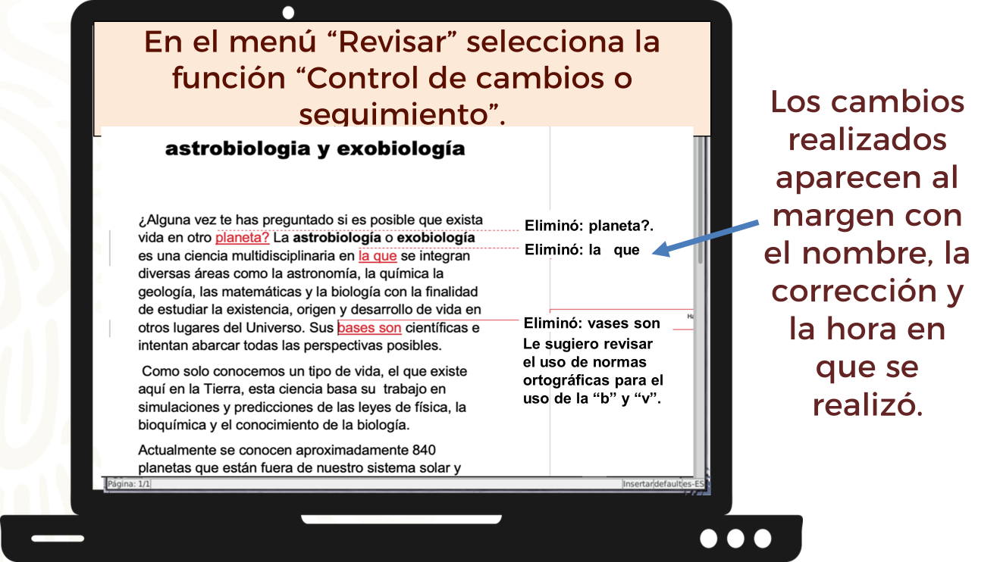 En el menú “Revisar” selecciona la
función “Control de cambios o
seguimiento”.
astrobiologia y exobiología
¿Alguna vez te has preguntado si es posible que exista
vida en otro planeta? La astrobiología o exobiología
es una ciencia multidisciplinaria en la que se integran
diversas áreas como la astronomía, la química la
geología, las matemáticas y la biología con la finalidad
de estudiar la existencia, origen y desarrollo de vida en
otros lugares del Universo. Sus bases son científicas e
intentan abarcar todas las perspectivas posibles.
Como solo conocemos un tipo de vida, el que existe
aquí en la Tierra, esta ciencia basa su trabajo en
simulaciones y predicciones de las leyes de física, la
bioquímica y el conocimiento de la biología.
Actualmente se conocen aproximadamente 840
planetas que están fuera de nuestro sistema solar y
Eliminó: planeta?.
Eliminó: la que
Eliminó: vases son
Le sugiero revisar
el uso de normas
ortográficas para el
uso de la “b” y “v”.
Página: 1/1
Insertar default es-ES
Los cambios
realizados
aparecen al
margen con
el nombre, la
corrección y
la hora en
que se
realizó.